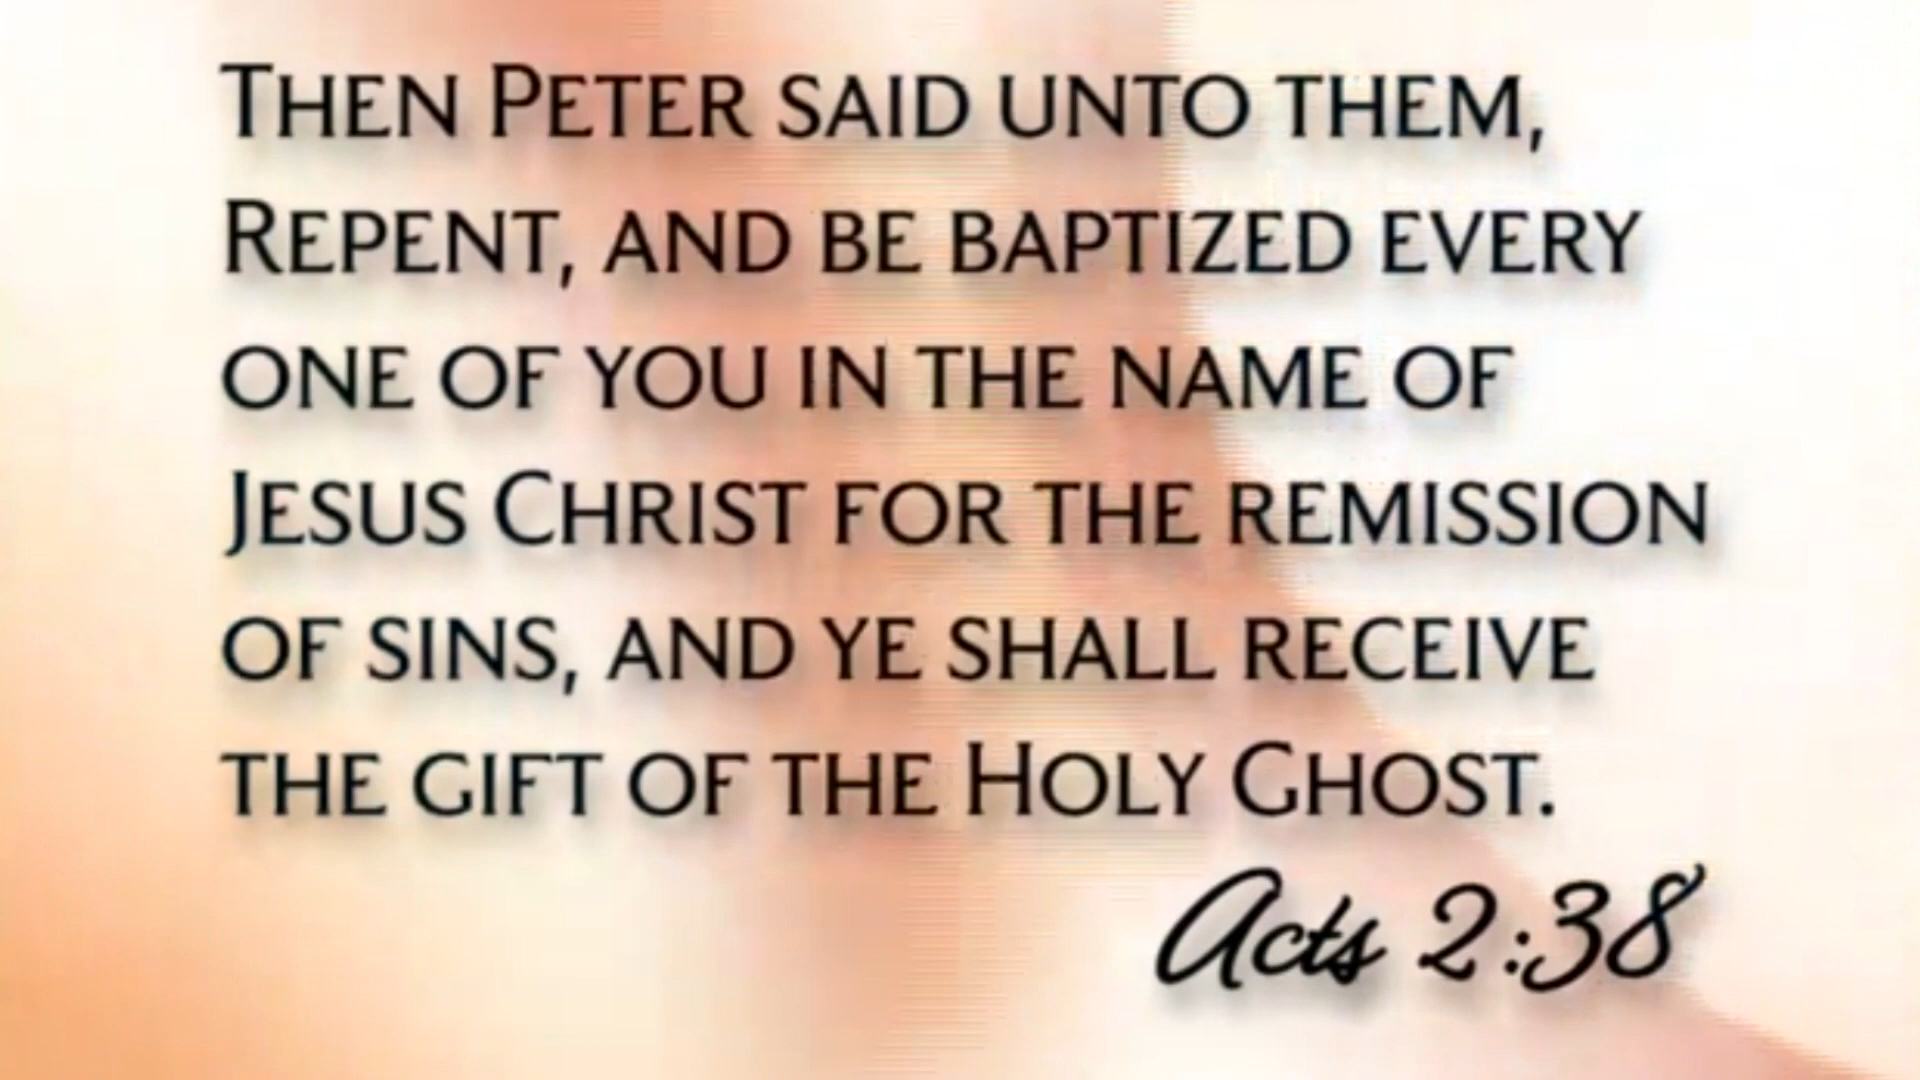 Then Peter said unto them,
Repent, and be baptized every
one of you in the name of
Jesus Christ for the remission
of sins, and ye shall receive
the gift of the Holy Ghost.
Acts 2:38